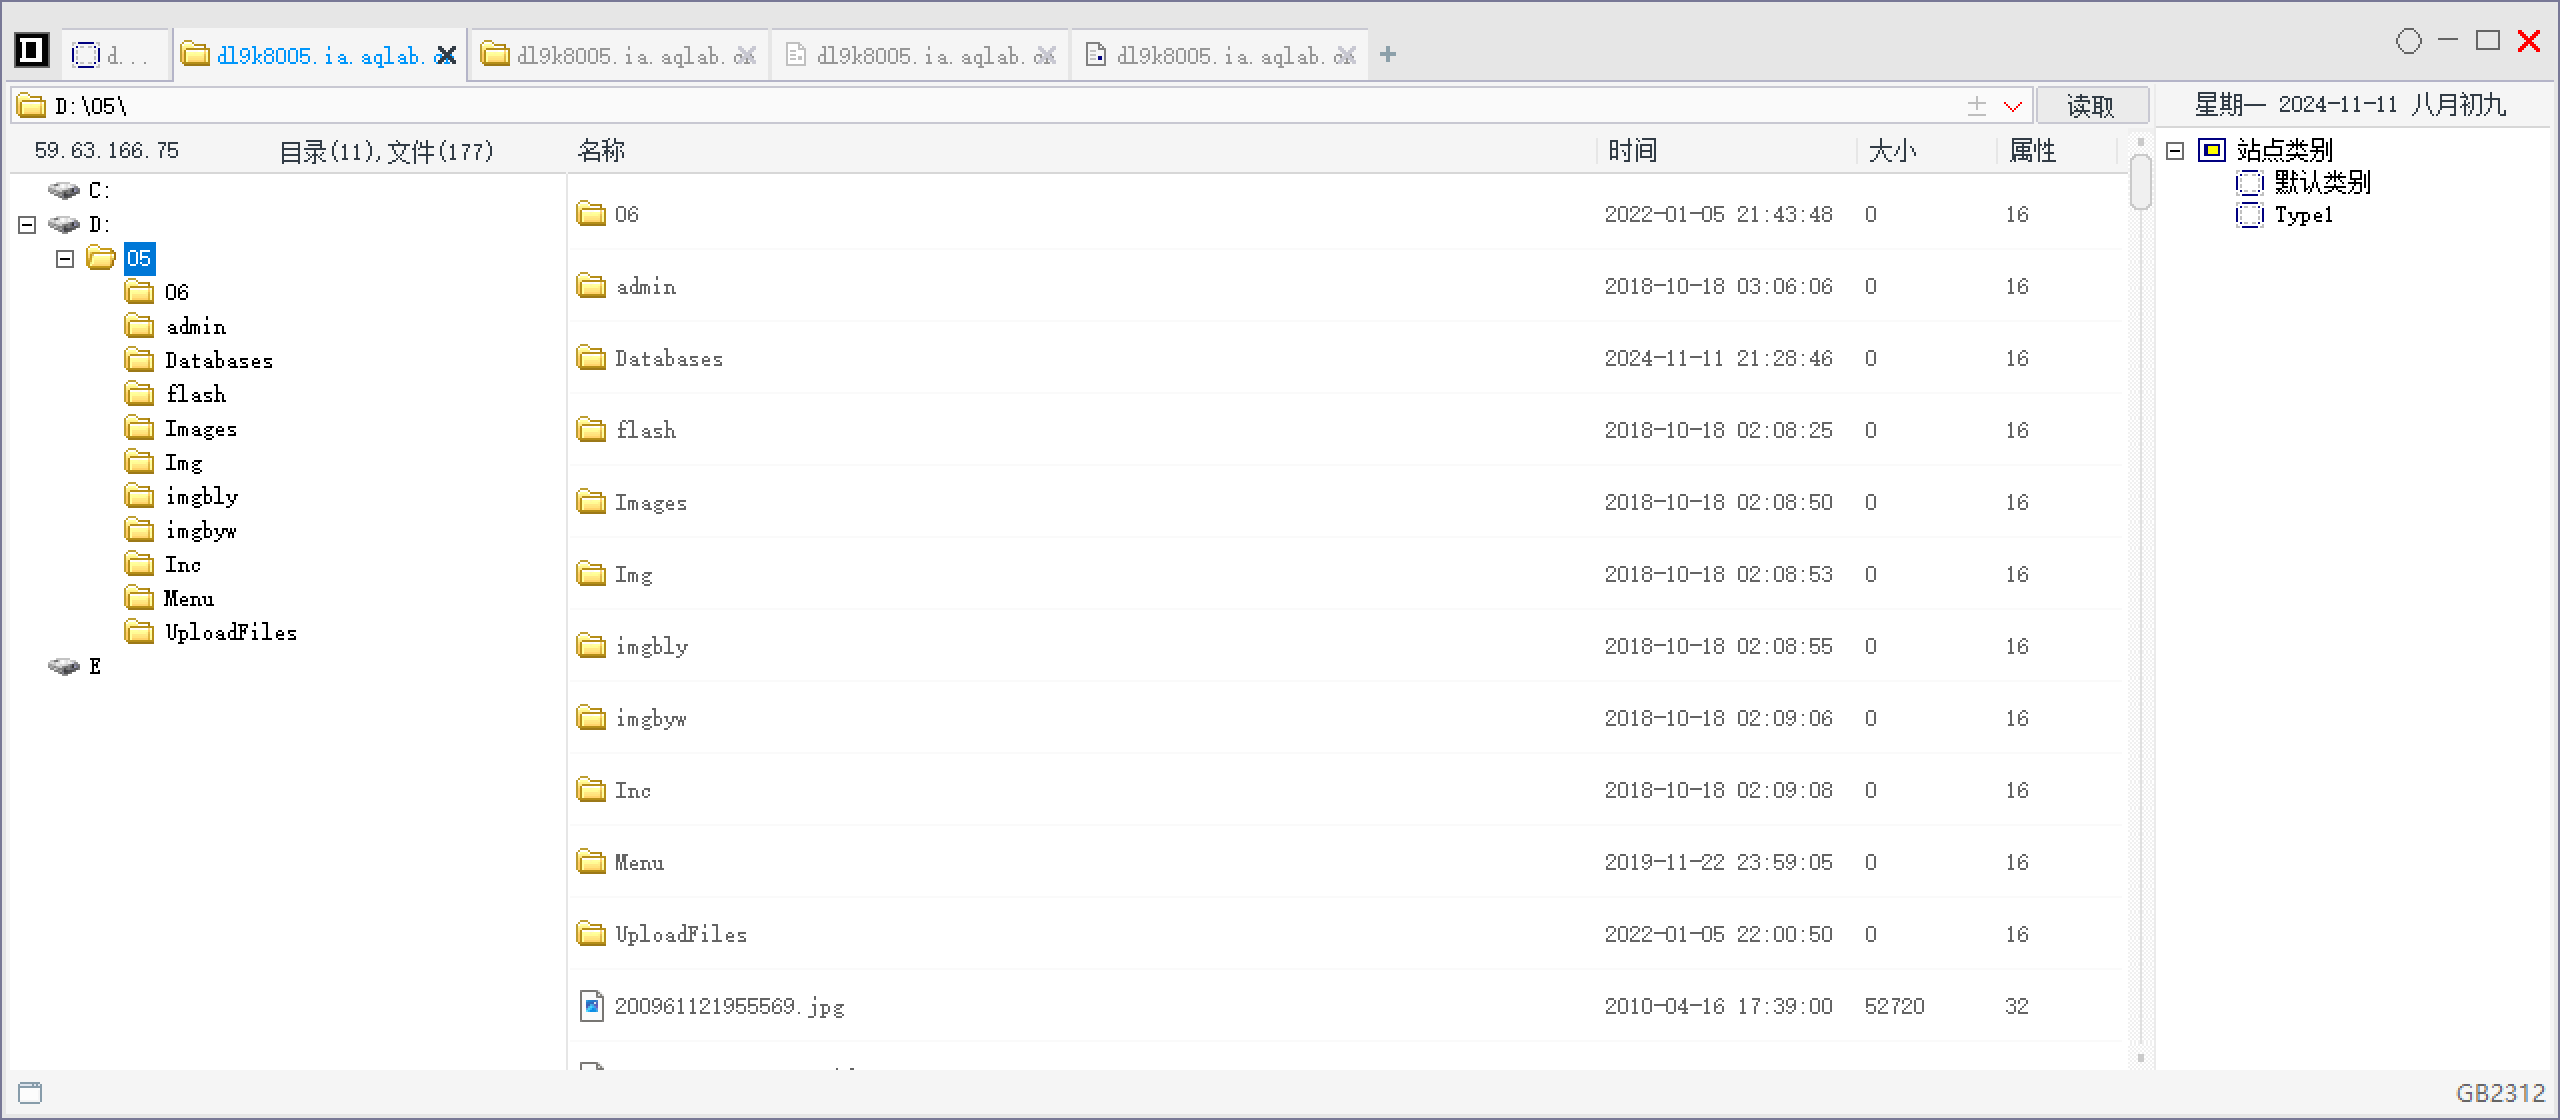 d...
dl9k8005.ia.aqlab.
dl9k8005.ia.aqlab.
dl9k8005.ia.aqlab.
dl9k8005.ia.aqlab.
D:\05\
读取
星期一 2024-11-11 八月初九
59.63.166.75
目录(11),文件(177)
名称 时间 大小 属性
C:
D:
05
06
admin
Databases
flash
Images
Img
imgbly
imgbyw
Inc
Menu
UploadFiles
E
06 2022-01-05 21:43:48 0 16
admin 2018-10-18 03:06:06 0 16
Databases 2024-11-11 21:28:46 0 16
flash 2018-10-18 02:08:25 0 16
Images 2018-10-18 02:08:50 0 16
Img 2018-10-18 02:08:53 0 16
imgbly 2018-10-18 02:08:55 0 16
imgbyw 2018-10-18 02:09:06 0 16
Inc 2018-10-18 02:09:08 0 16
Menu 2019-11-22 23:59:05 0 16
UploadFiles 2022-01-05 22:00:50 0 16
200961121955569.jpg 2010-04-16 17:39:00 52720 32
站点类别
默认类别
Type1
GB2312